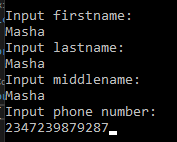 Input firstname:
Masha
Input lastname:
Masha
Input middlename:
Masha
Input phone number:
2347239879287